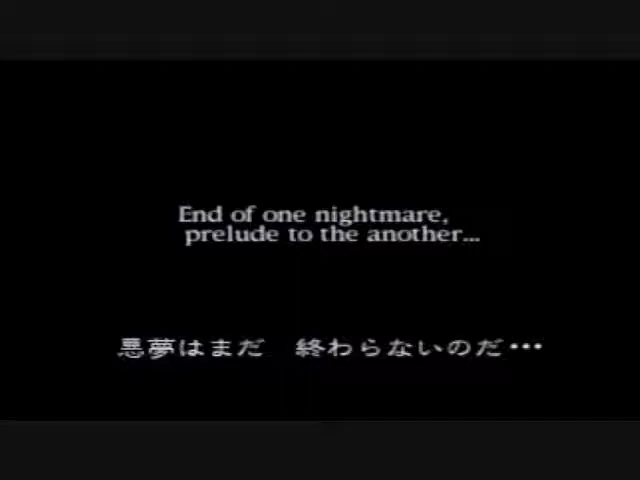 End of one nightmare,
prelude to the another...
悪夢はまだ　終わらないのだ･･･